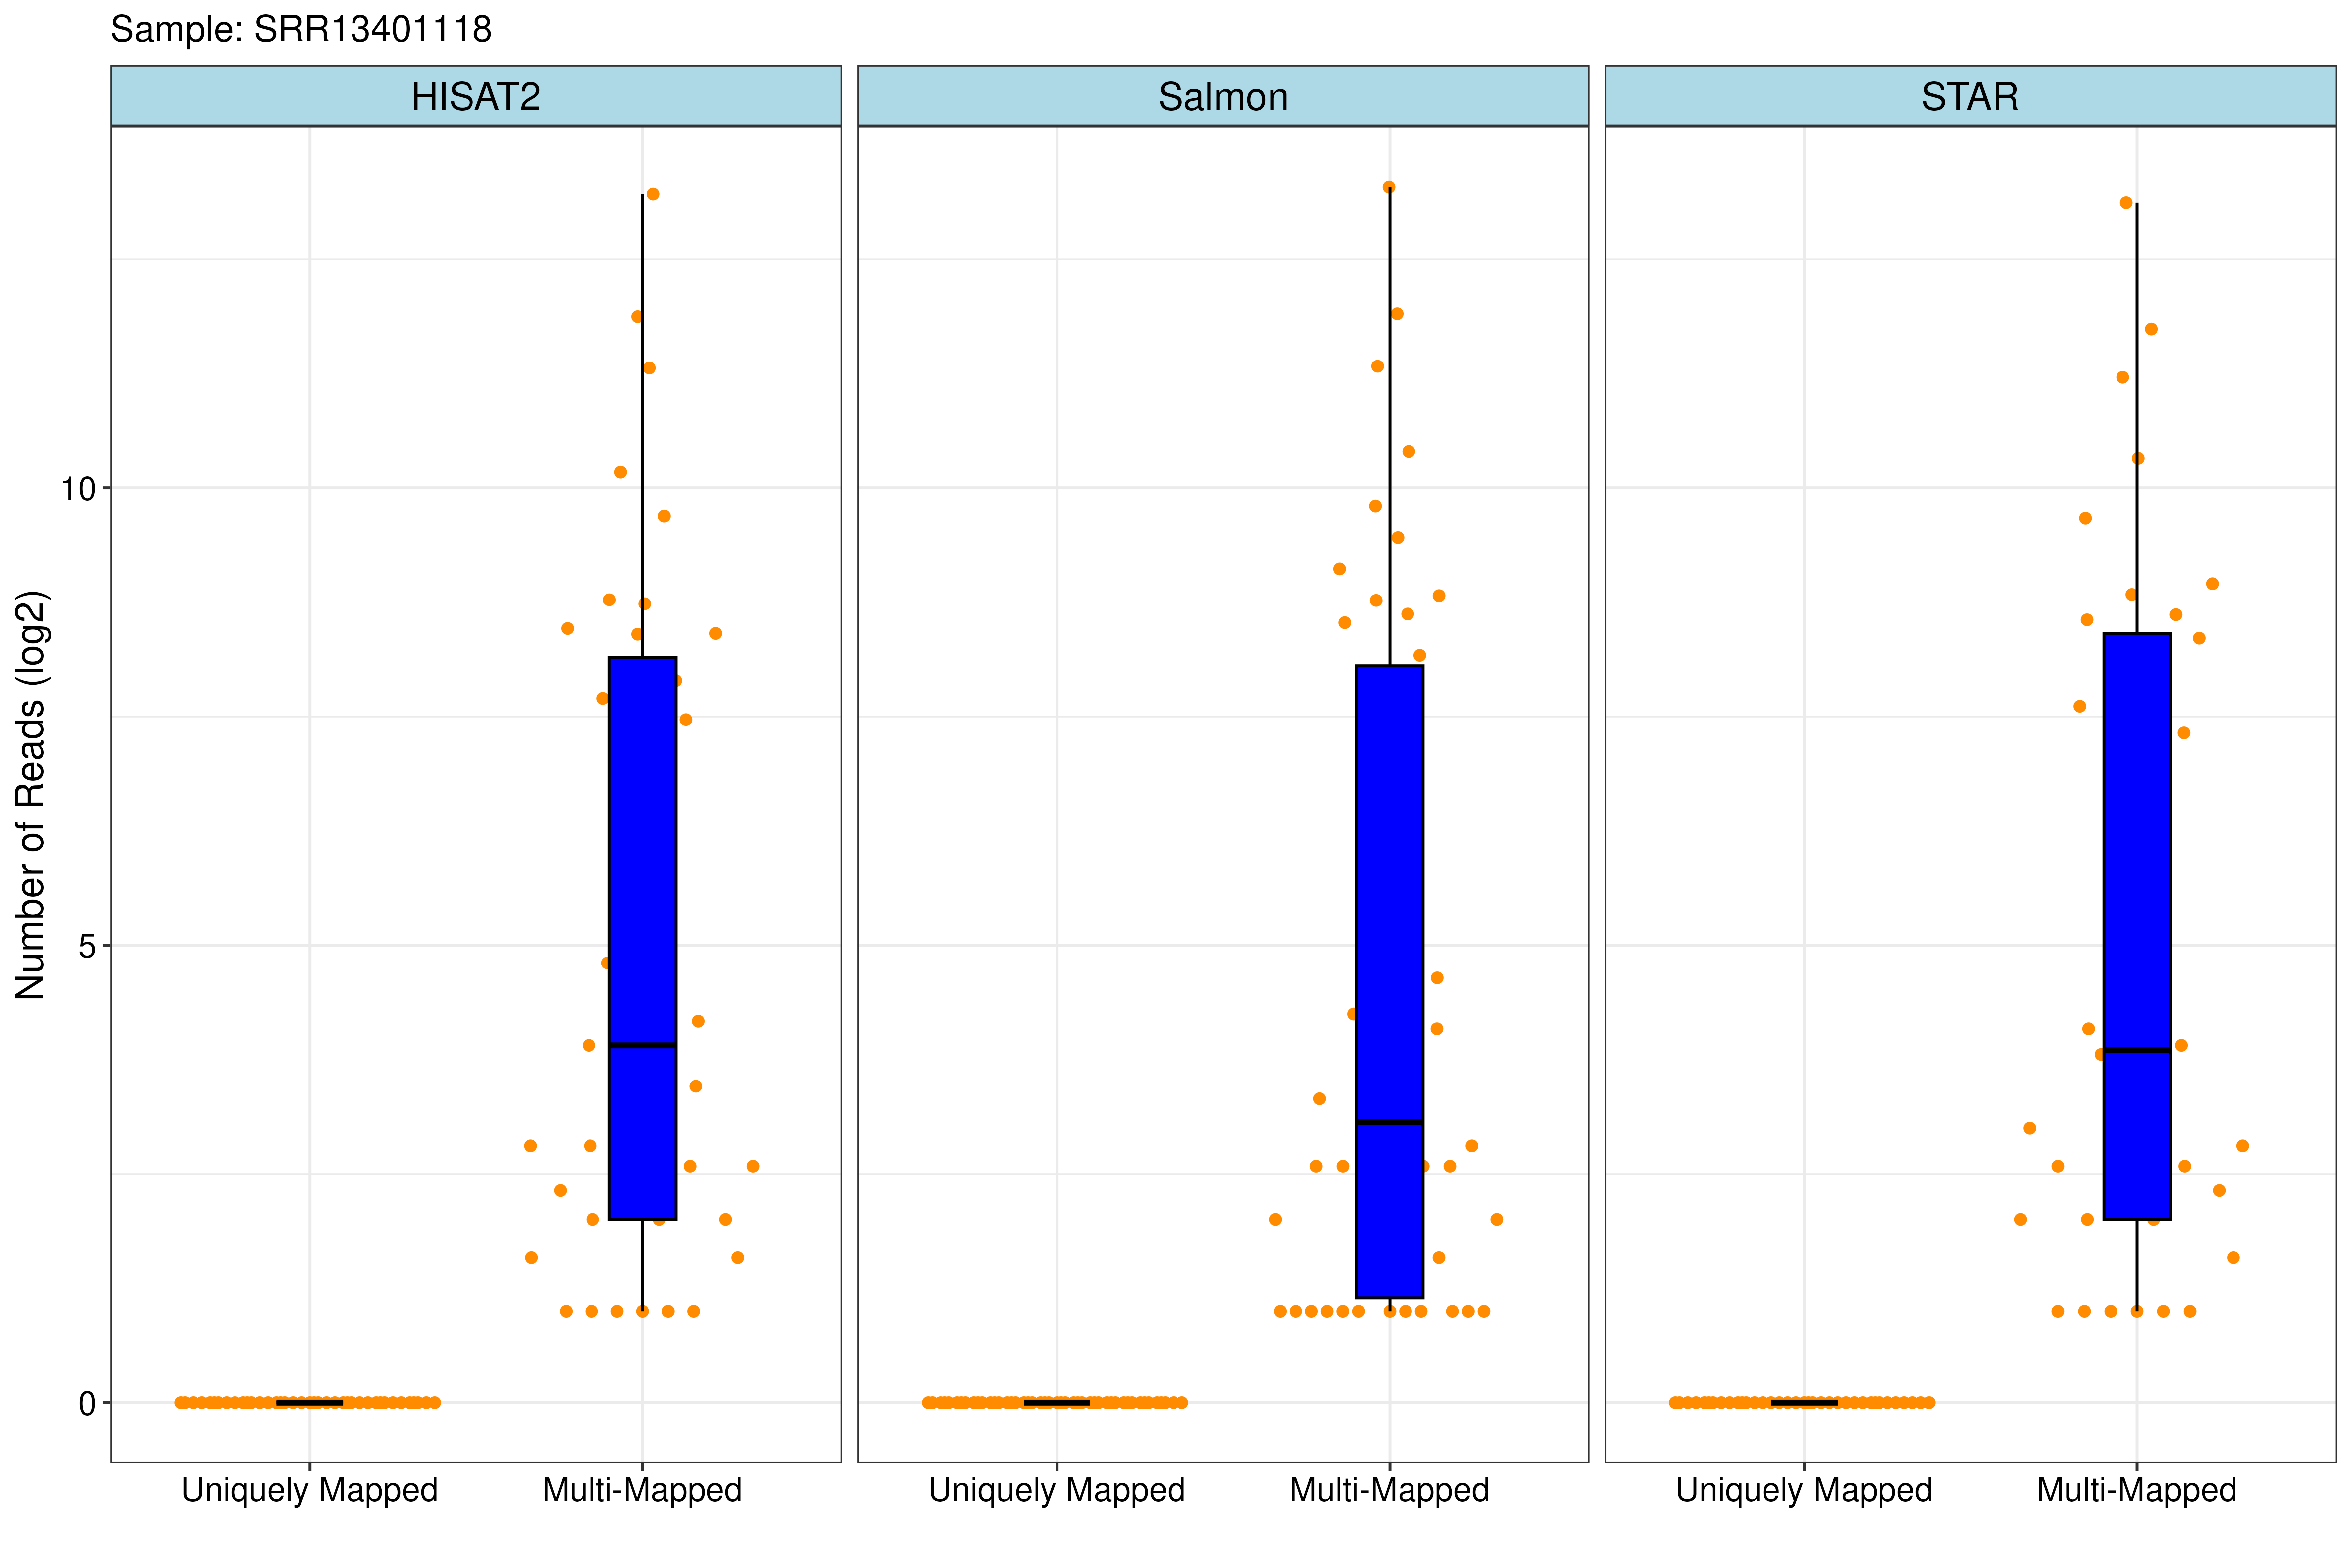 Sample: SRR13401118
HISAT2
Salmon
STAR
Number of Reads (log2)
10
5
0
Uniquely Mapped
Multi-Mapped
Uniquely Mapped
Multi-Mapped
Uniquely Mapped
Multi-Mapped